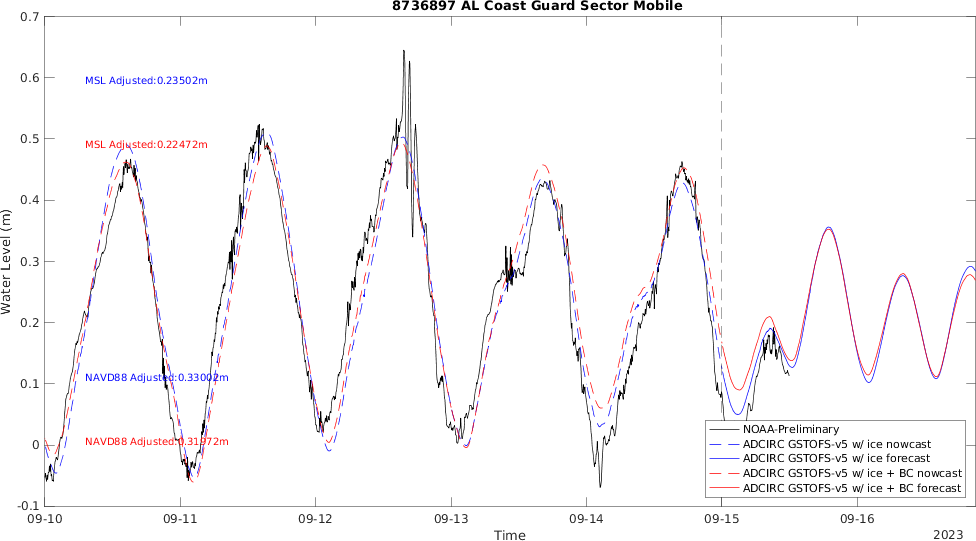 8736897 AL Coast Guard Sector Mobile
0.7
0.6
0.5
0.4
0.3
0.2
0.1
0
-0.1
Water Level (m)
MSL Adjusted:0.23502m
MSL Adjusted:0.22472m
NAVD88 Adjusted:0.33002m
NAVD88 Adjusted:0.31972m
NOAA-Preliminary
ADCIRC GSTOFS-v5 w/ ice nowcast
ADCIRC GSTOFS-v5 w/ ice forecast
ADCIRC GSTOFS-v5 w/ ice + BC nowcast
ADCIRC GSTOFS-v5 w/ ice + BC forecast
09-10 09-11 09-12 09-13 09-14 09-15 09-16
Time
2023